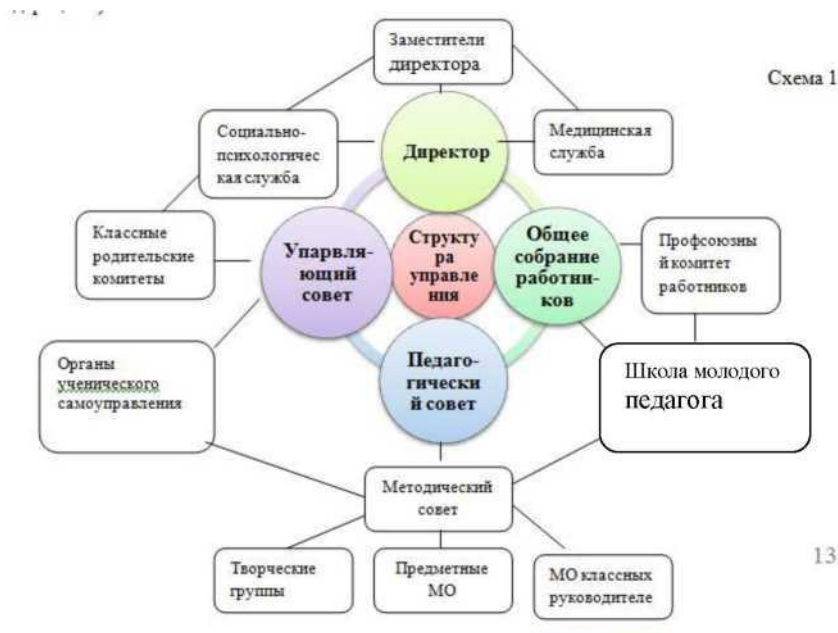 Заместители
директора
Схема 1
Социально-
психологичес
кая служба
Директор
Медицинская
служба
Классные
родительские
комитеты
Упарвля-
ющий
совет
Структу
ра
управле
ния
Общее
собрание
работни-
ков
Профсоюзны
й комитет
работников
Органы
ученического
самоуправления
Педаго-
гически
й совет
Школа молодого
педагога
Методический
совет
Творческие
группы
Предметные
МО
МО классных
руководителе
13